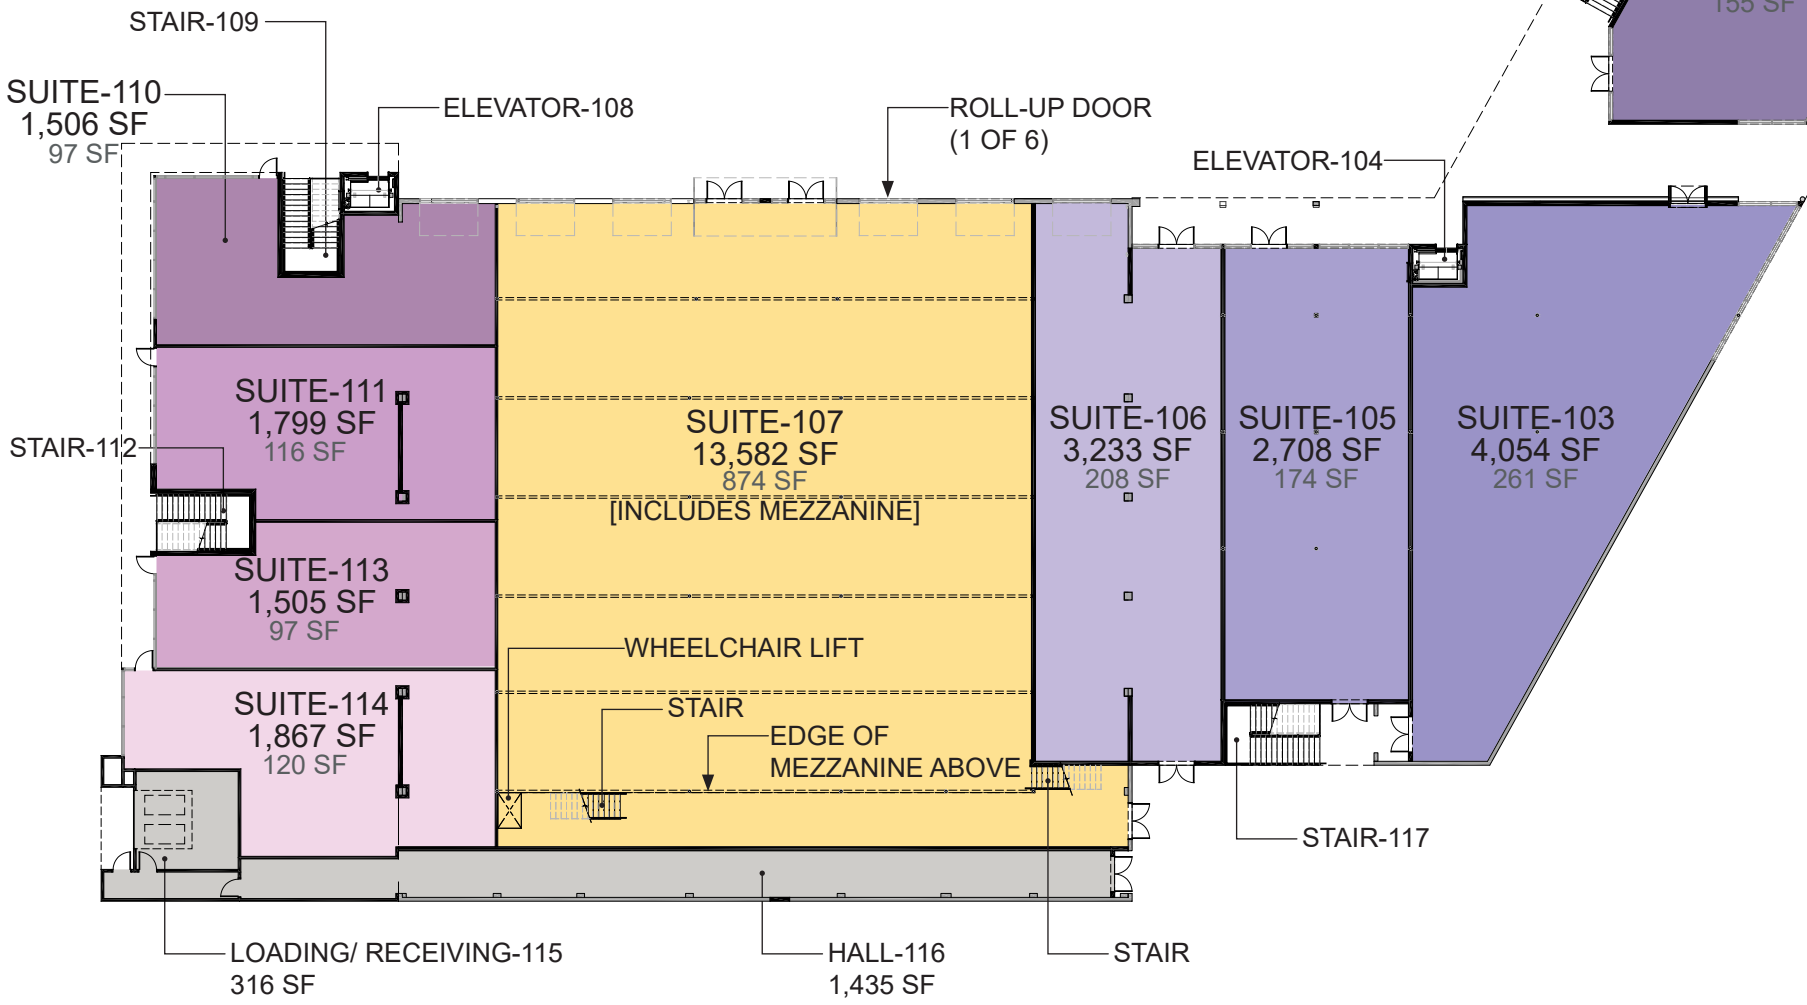 STAIR-109
155 SF
SUITE-110
1,506 SF
97 SF
ELEVATOR-108
ROLL-UP DOOR
(1 OF 6)
ELEVATOR-104
SUITE-111
1,799 SF
116 SF
STAIR-112
SUITE-107
13,582 SF
874 SF
[INCLUDES MEZZANINE]
SUITE-106
3,233 SF
208 SF
SUITE-105
2,708 SF
174 SF
SUITE-103
4,054 SF
261 SF
SUITE-113
1,505 SF
97 SF
WHEELCHAIR LIFT
SUITE-114
1,867 SF
120 SF
STAIR
EDGE OF
MEZZANINE ABOVE
STAIR-117
LOADING/ RECEIVING-115
316 SF
HALL-116
1,435 SF
STAIR